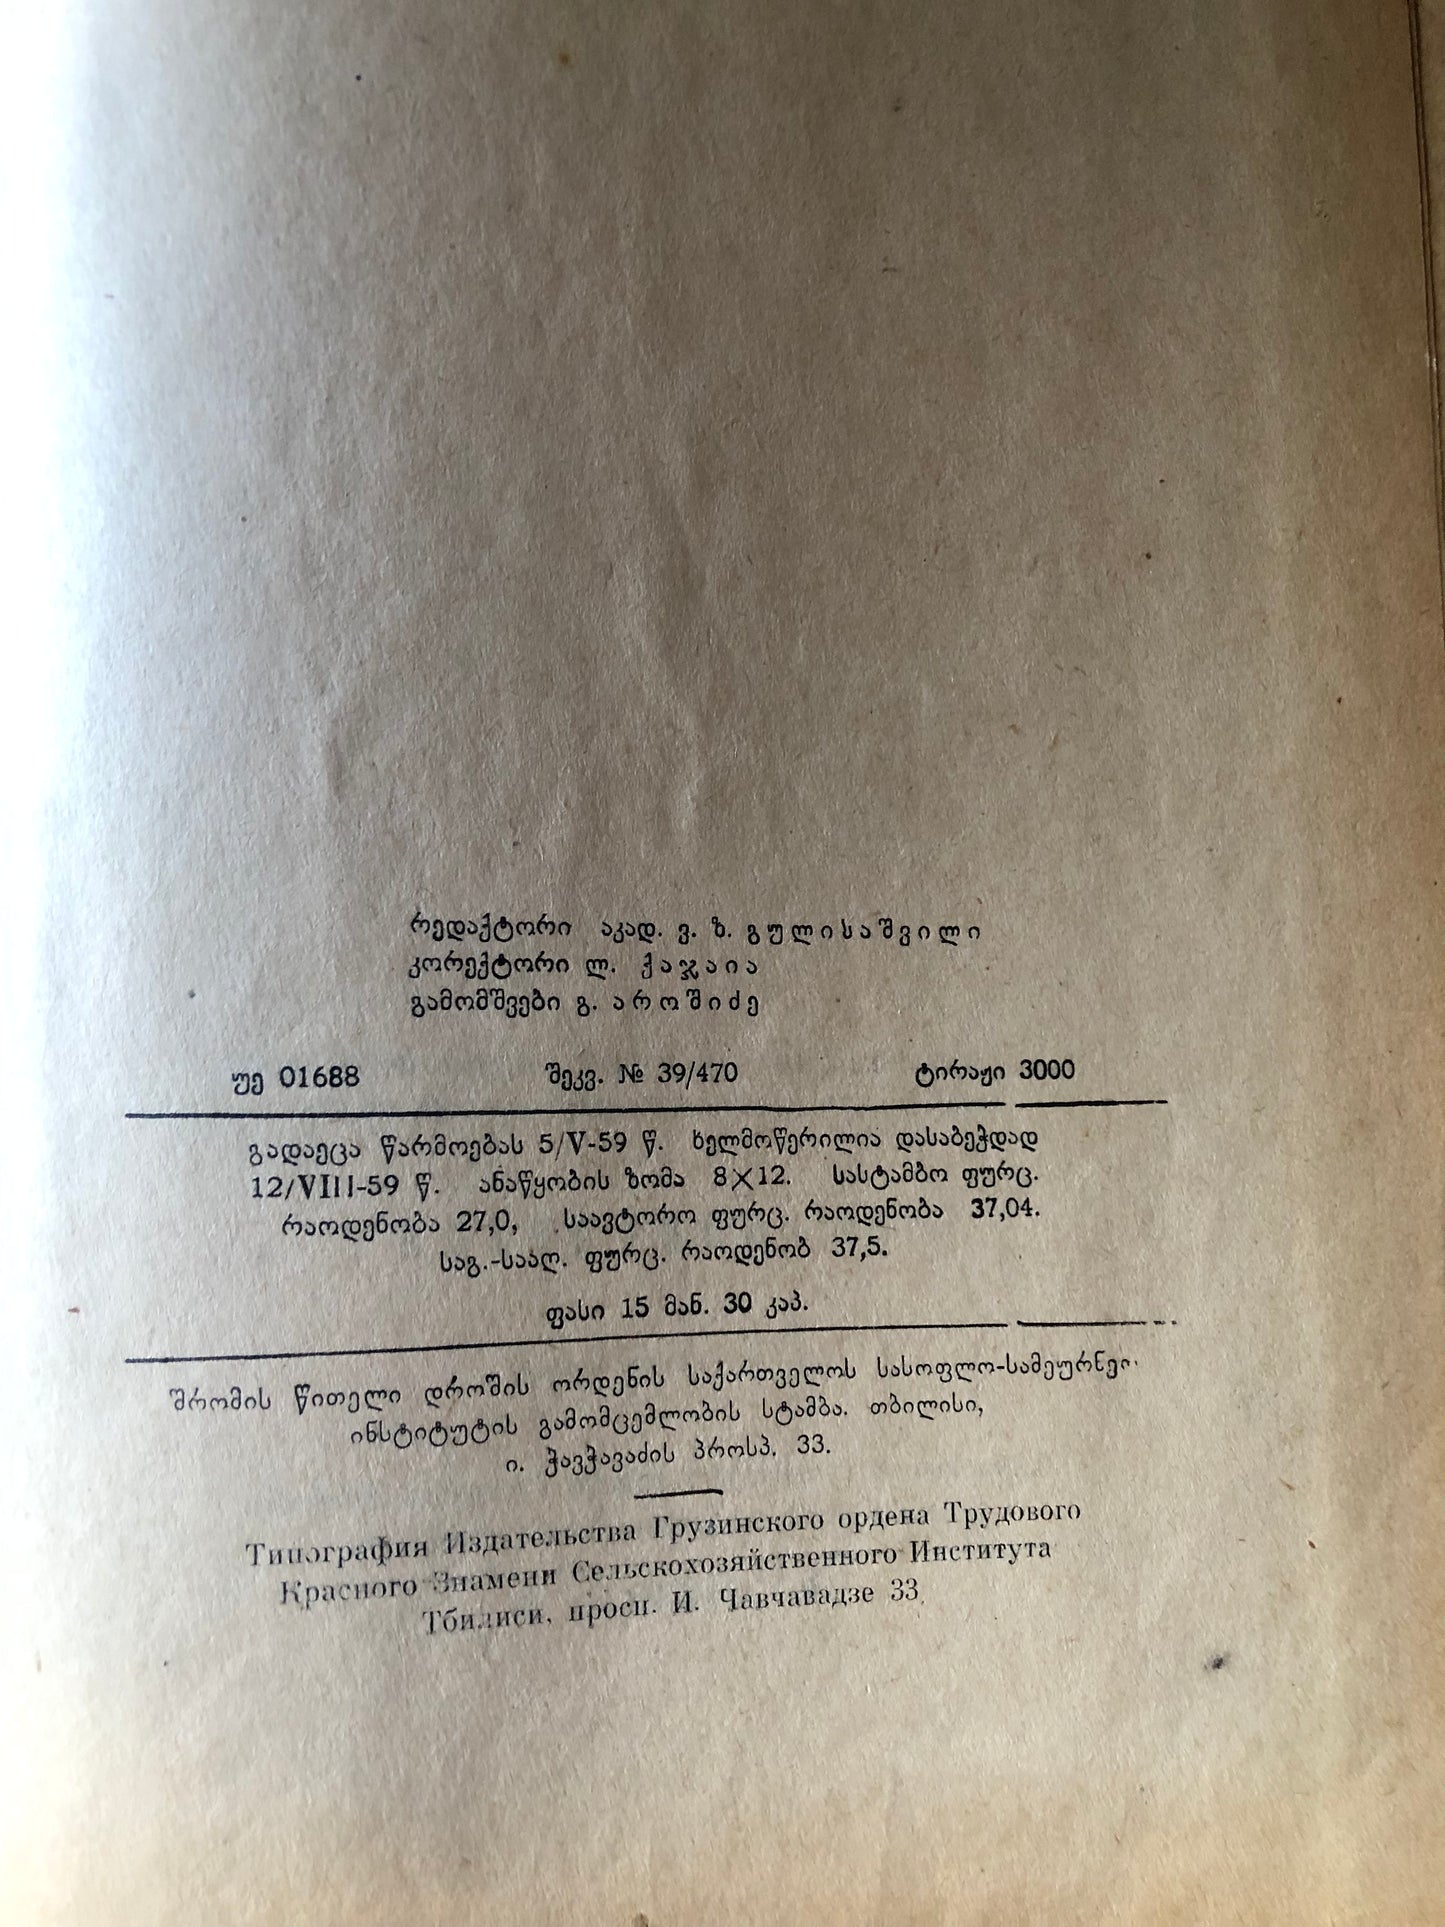 რედაქტორი აკად. ვ. ზ. გულისაშვილი
კორექტორი ლ. ქაჯაია
გამომშვები გ. აროშიძე
უე 01688 შეკვ. № 39/470 ტირაჟი 3000
გადაეცა წარმოებას 5/V-59 წ. ხელმოწერილია დასაბეჭდად
12/VIII-59 წ. ანაწყობის ზომა 8×12. სასტამბო ფურც.
რაოდენობა 27,0, საავტორო ფურც. რაოდენობა 37,04.
საგ.-სააღ. ფურც. რაოდენობ 37,5.
ფასი 15 მან. 30 კაპ.
შრომის წითელი დროშის ორდენის საქართველოს სასოფლო-სამეურნეო
ინსტიტუტის გამომცემლობის სტამბა. თბილისი,
ი. ჭავჭავაძის პროსპ. 33.
Типография Издательства Грузинского ордена Трудового
Красного Знамени Сельскохозяйственного Института
Тбилиси, просп. И. Чавчавадзе 33